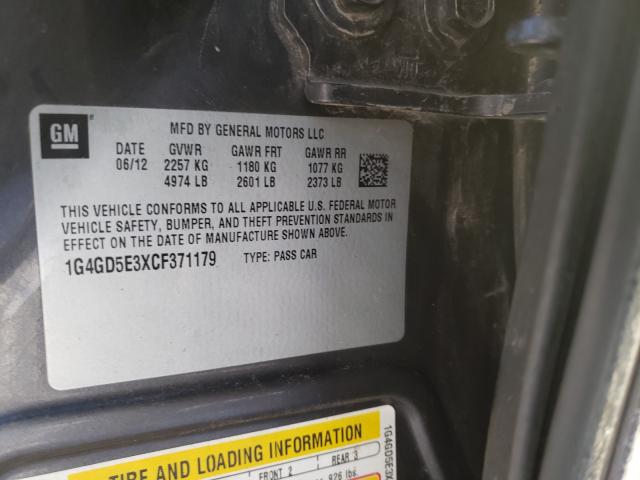 GM
MFD BY GENERAL MOTORS LLC
DATE GVWR GAWR FRT GAWR RR
06/12 2257 KG 1180 KG 1077 KG
4974 LB 2601 LB 2373 LB
THIS VEHICLE CONFORMS TO ALL APPLICABLE U.S. FEDERAL MOTOR
VEHICLE SAFETY, BUMPER, AND THEFT PREVENTION STANDARDS IN
EFFECT ON THE DATE OF MANUFACTURE SHOWN ABOVE.
1G4GD5E3XCF371179 TYPE: PASS CAR
TIRE AND LOADING INFORMATION
FRONT 2 REAR 3
926 lbs.
1G4GD5E3X